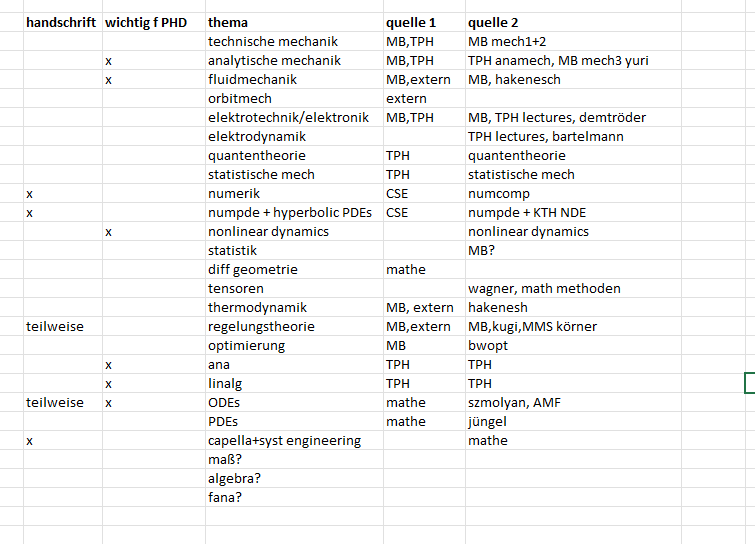 handschrift wichtig f PHD thema quelle 1 quelle 2
technische mechanik MB,TPH MB mech1+2
x analytische mechanik MB,TPH TPH anamech, MB mech3 yuri
x fluidmechanik MB,extern MB, hakenesch
orbitmech extern
elektrotechnik/elektronik MB,TPH MB, TPH lectures, demtröder
elektrodynamik TPH lectures, bartelmann
quantentheorie TPH quantentheorie
statistische mech TPH statistische mech
x numerik CSE numcomp
x numpde + hyperbolic PDEs CSE numpde + KTH NDE
x nonlinear dynamics nonlinear dynamics
statistik MB?
diff geometrie mathe
tensoren wagner, math methoden
thermodynamik MB, extern hakenesh
teilweise regelungstheorie MB,extern MB,kugi,MMS körner
optimierung MB bwopt
x ana TPH TPH
x linalg TPH TPH
teilweise x ODEs mathe szmolyan, AMF
PDEs mathe jüngel
x capella+syst engineering mathe
maß?
algebra?
fana?